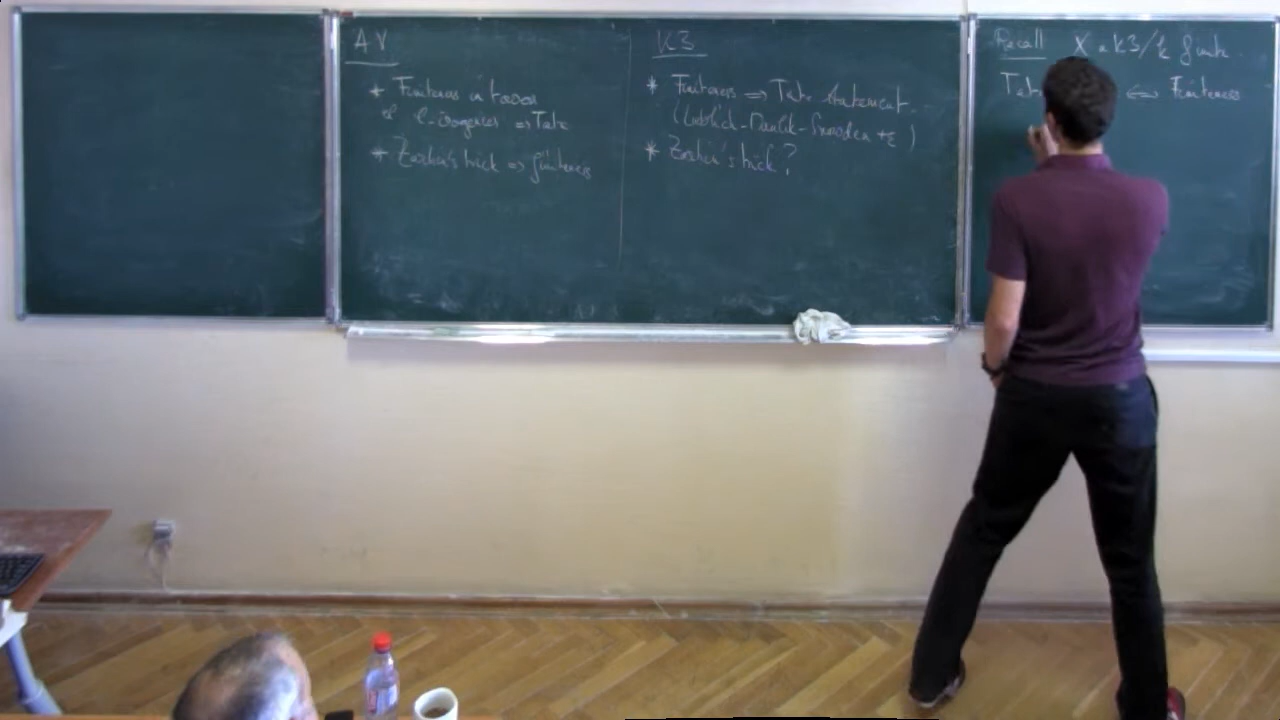 AV
* Finiteness in tower
of l-isogenies ⇒ Tate
* Zarhin's trick ⇒ finiteness
K3
* Finiteness ⇒ Tate statement
(Lieblich-Maulik-Snowden +ε)
* Zarhin's trick?
Recall X a K3/k finite
Tate ⇐ Finiteness